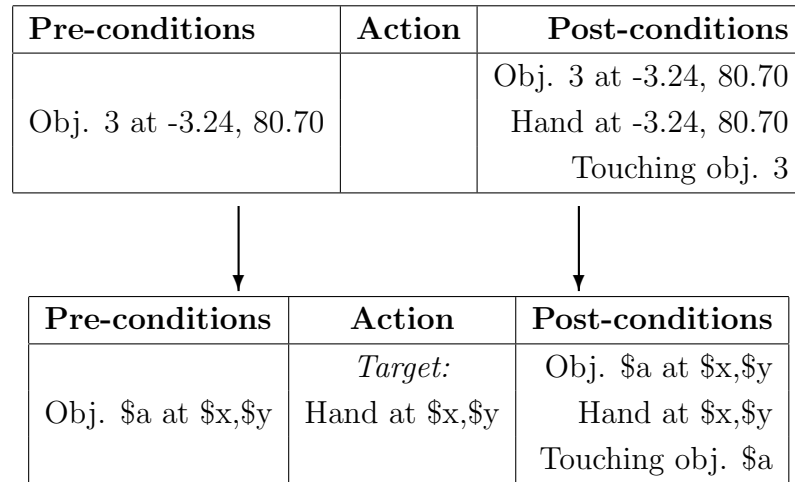 Pre-conditions Action Post-conditions
Obj. 3 at -3.24, 80.70
Obj. 3 at -3.24, 80.70 Hand at -3.24, 80.70
Touching obj. 3
Pre-conditions Action Post-conditions
Target: Obj. $a at $x,$y
Obj. $a at $x,$y Hand at $x,$y Hand at $x,$y
Touching obj. $a